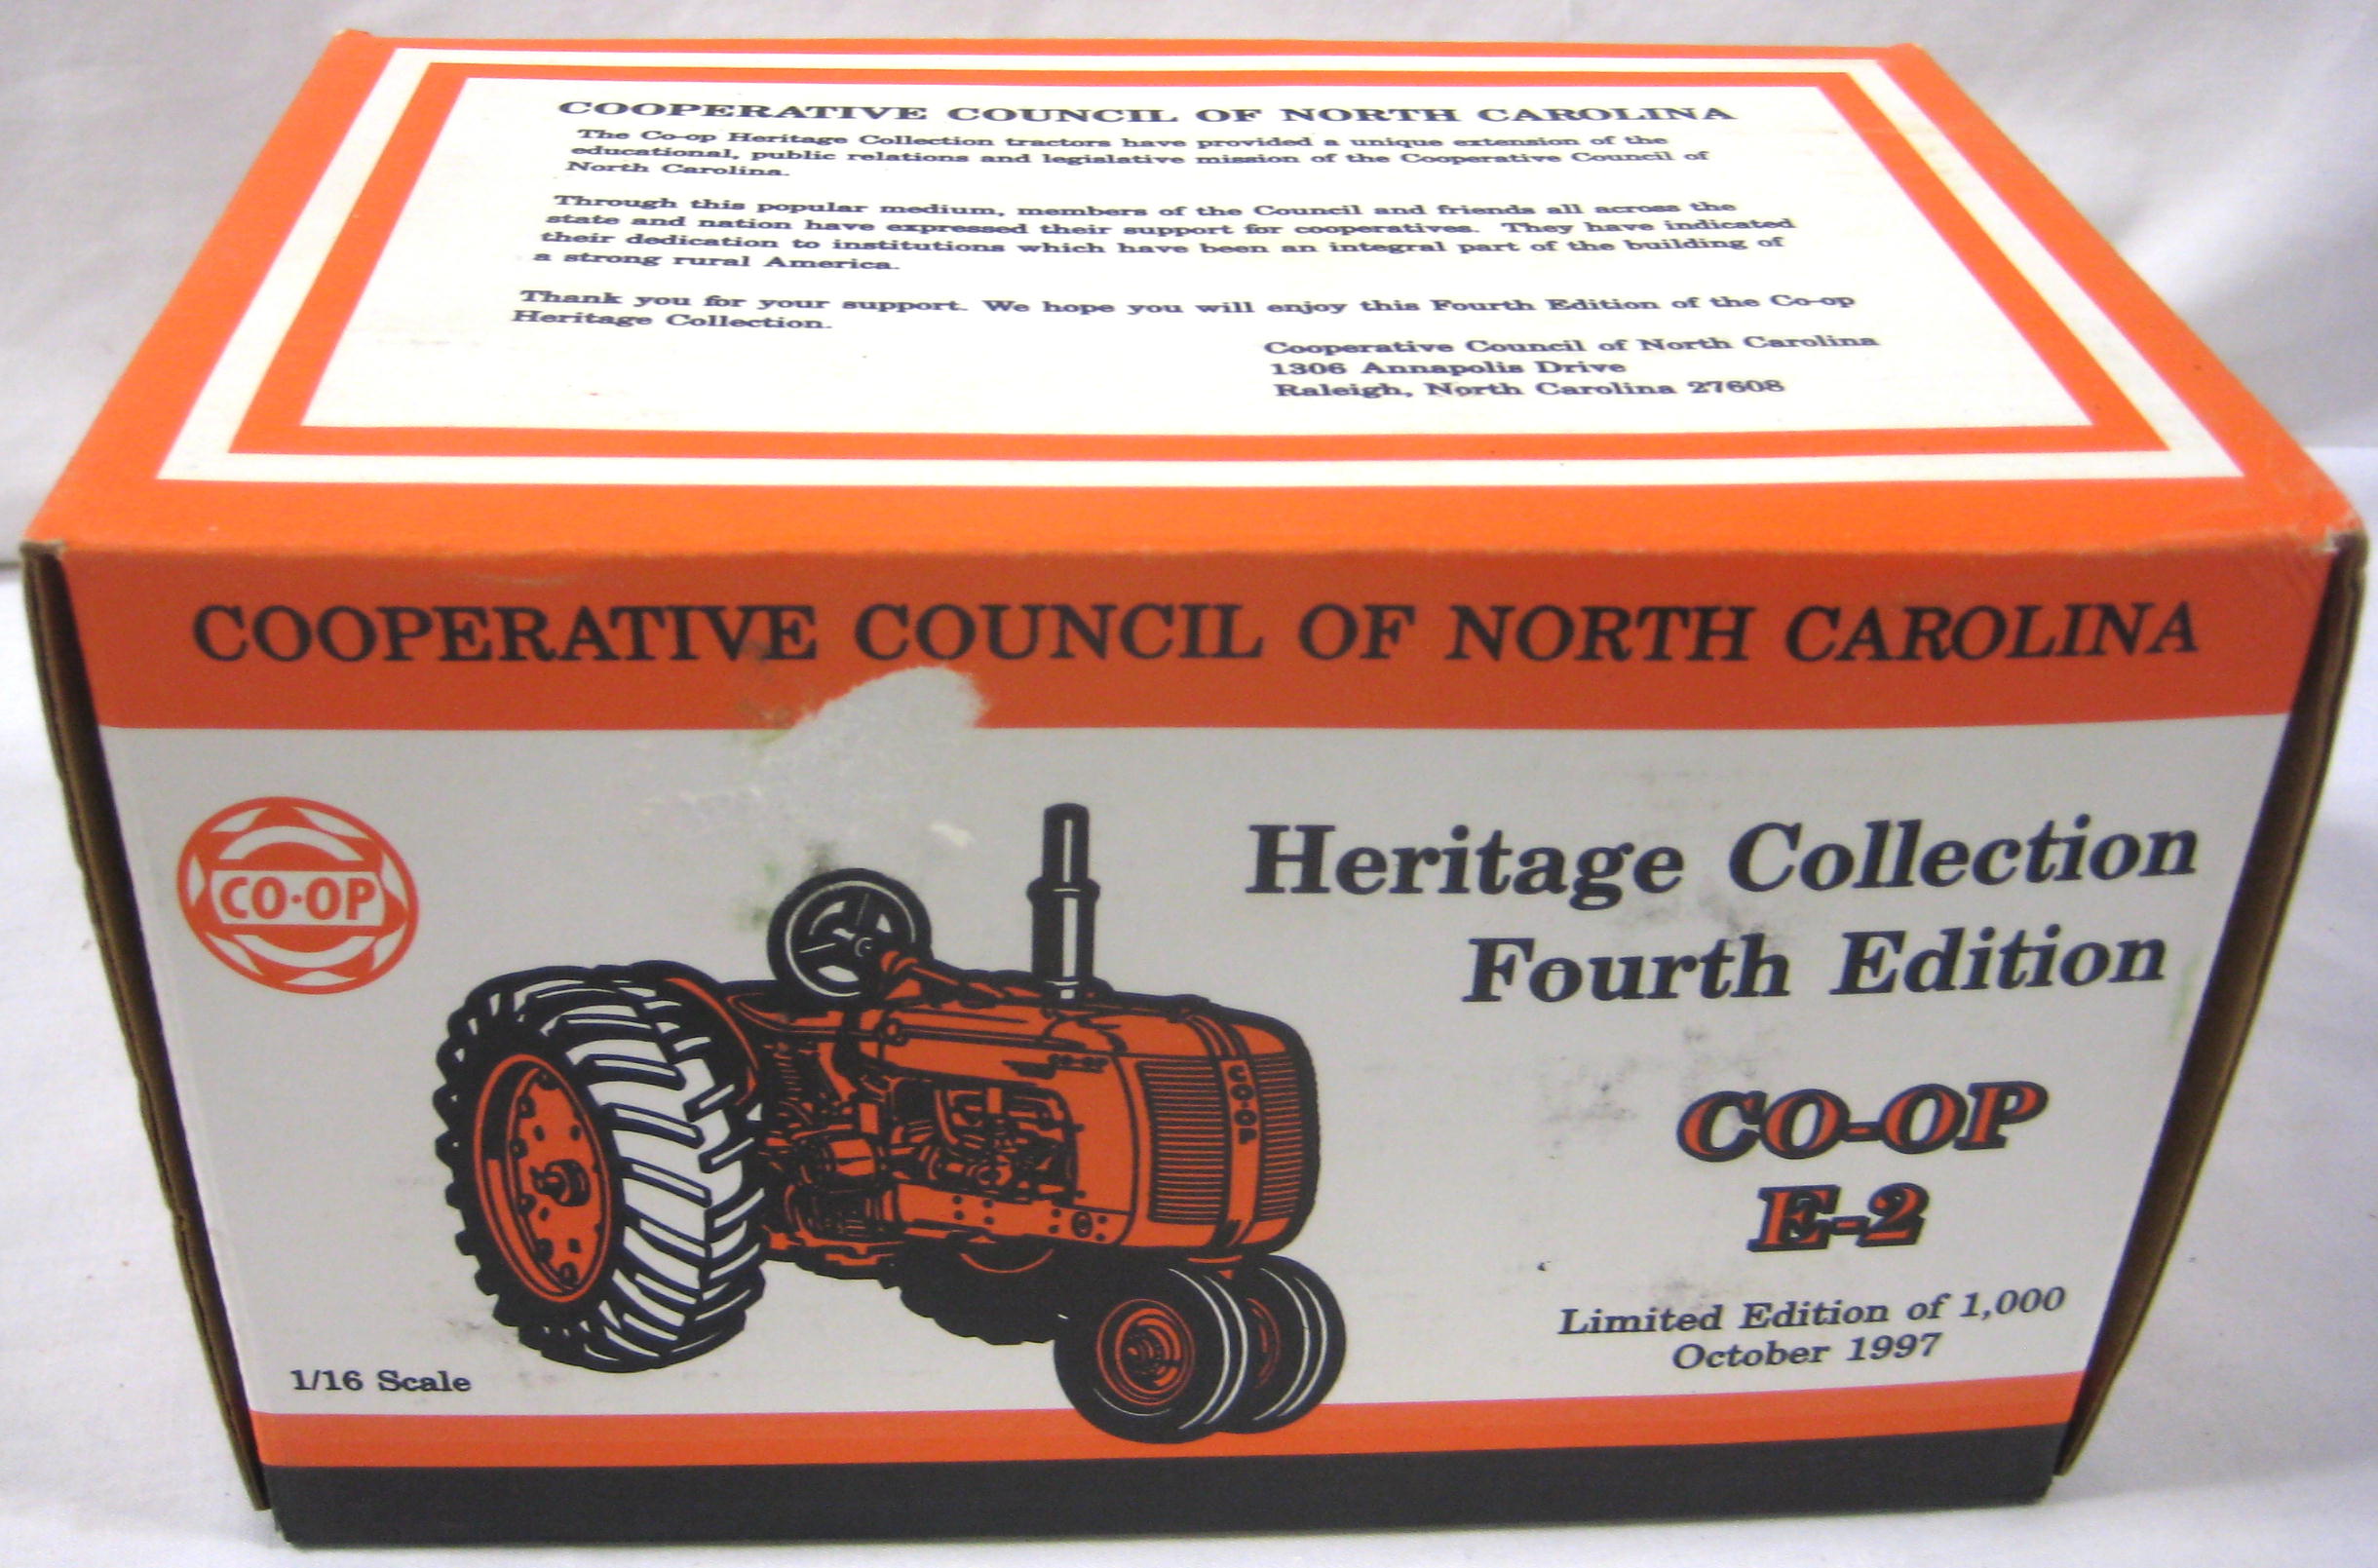 COOPERATIVE COUNCIL OF NORTH CAROLINA
The Co-op Heritage Collection tractors have provided a unique extension of the
educational, public relations and legislative mission of the Cooperative Council of
North Carolina.
Through this popular medium, members of the Council and friends all across the
state and nation have expressed their support for cooperatives. They have indicated
their dedication to institutions which have been an integral part of the building of
a strong rural America.
Thank you for your support. We hope you will enjoy this Fourth Edition of the Co-op
Heritage Collection.
Cooperative Council of North Carolina
1306 Annapolis Drive
Raleigh, North Carolina 27608
COOPERATIVE COUNCIL OF NORTH CAROLINA
CO·OP
Heritage Collection
Fourth Edition
CO-OP
CO-OP
CO-OP
E-2
Limited Edition of 1,000
October 1997
1/16 Scale